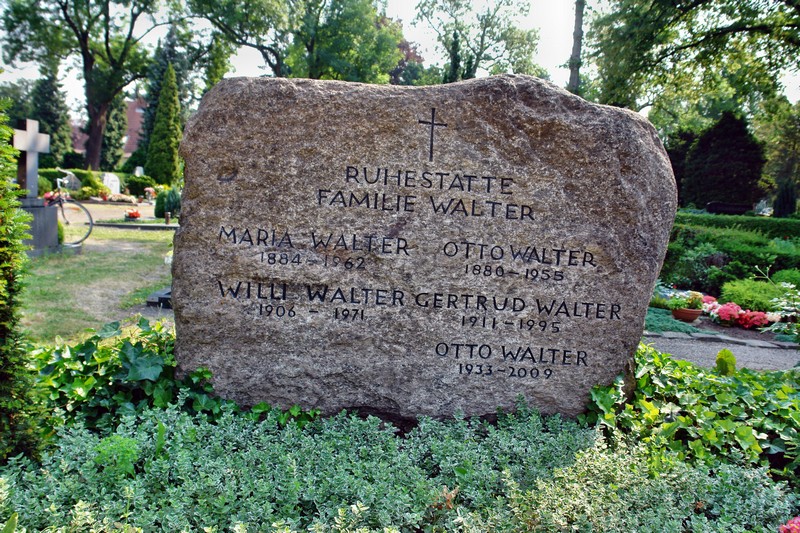 RUHESTATTE
FAMILIE WALTER
MARIA WALTER
1884-1962
OTTO WALTER
1880-1955
WILLI WALTER
1906-1971
GERTRUD WALTER
1911-1995
OTTO WALTER
1933-2009